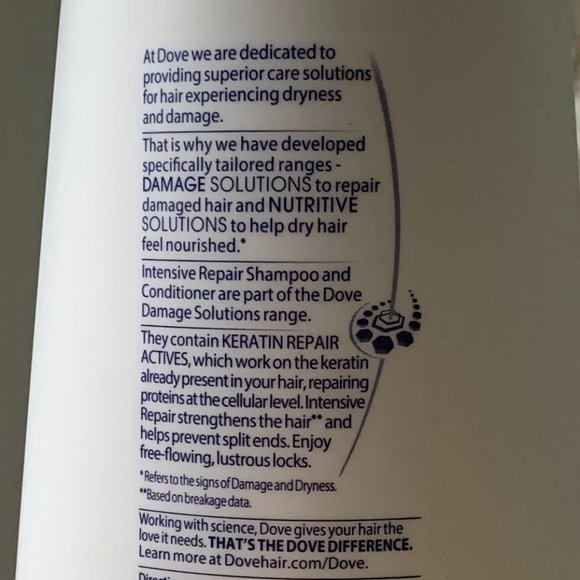 At Dove we are dedicated to
providing superior care solutions
for hair experiencing dryness
and damage.
That is why we have developed
specifically tailored ranges -
DAMAGE SOLUTIONS to repair
damaged hair and NUTRITIVE
SOLUTIONS to help dry hair
feel nourished.*
Intensive Repair Shampoo and
Conditioner are part of the Dove
Damage Solutions range.
They contain KERATIN REPAIR
ACTIVES, which work on the keratin
already present in your hair, repairing
proteins at the cellular level. Intensive
Repair strengthens the hair** and
helps prevent split ends. Enjoy
free-flowing, lustrous locks.
*Refers to the signs of Damage and Dryness.
**Based on breakage data.
Working with science, Dove gives your hair the
love it needs. THAT'S THE DOVE DIFFERENCE.
Learn more at Dovehair.com/Dove.